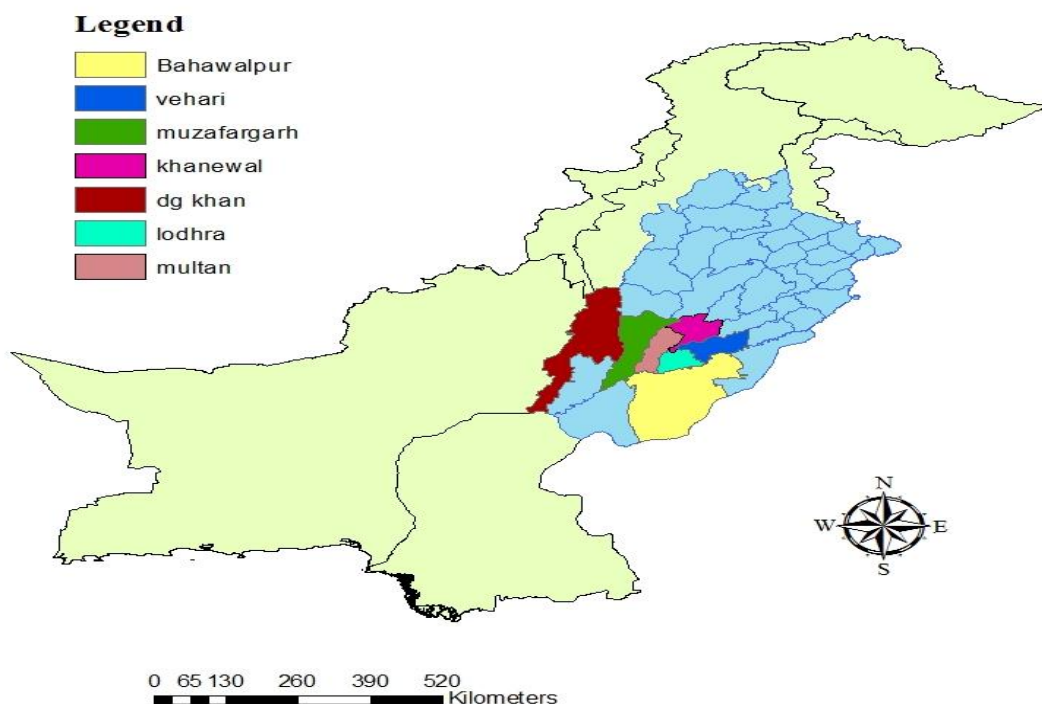 Legend
Bahawalpur
vehari
muzafargarh
khanewal
dg khan
lodhra
multan
N
W E
S
0 65 130 260 390 520
Kilometers